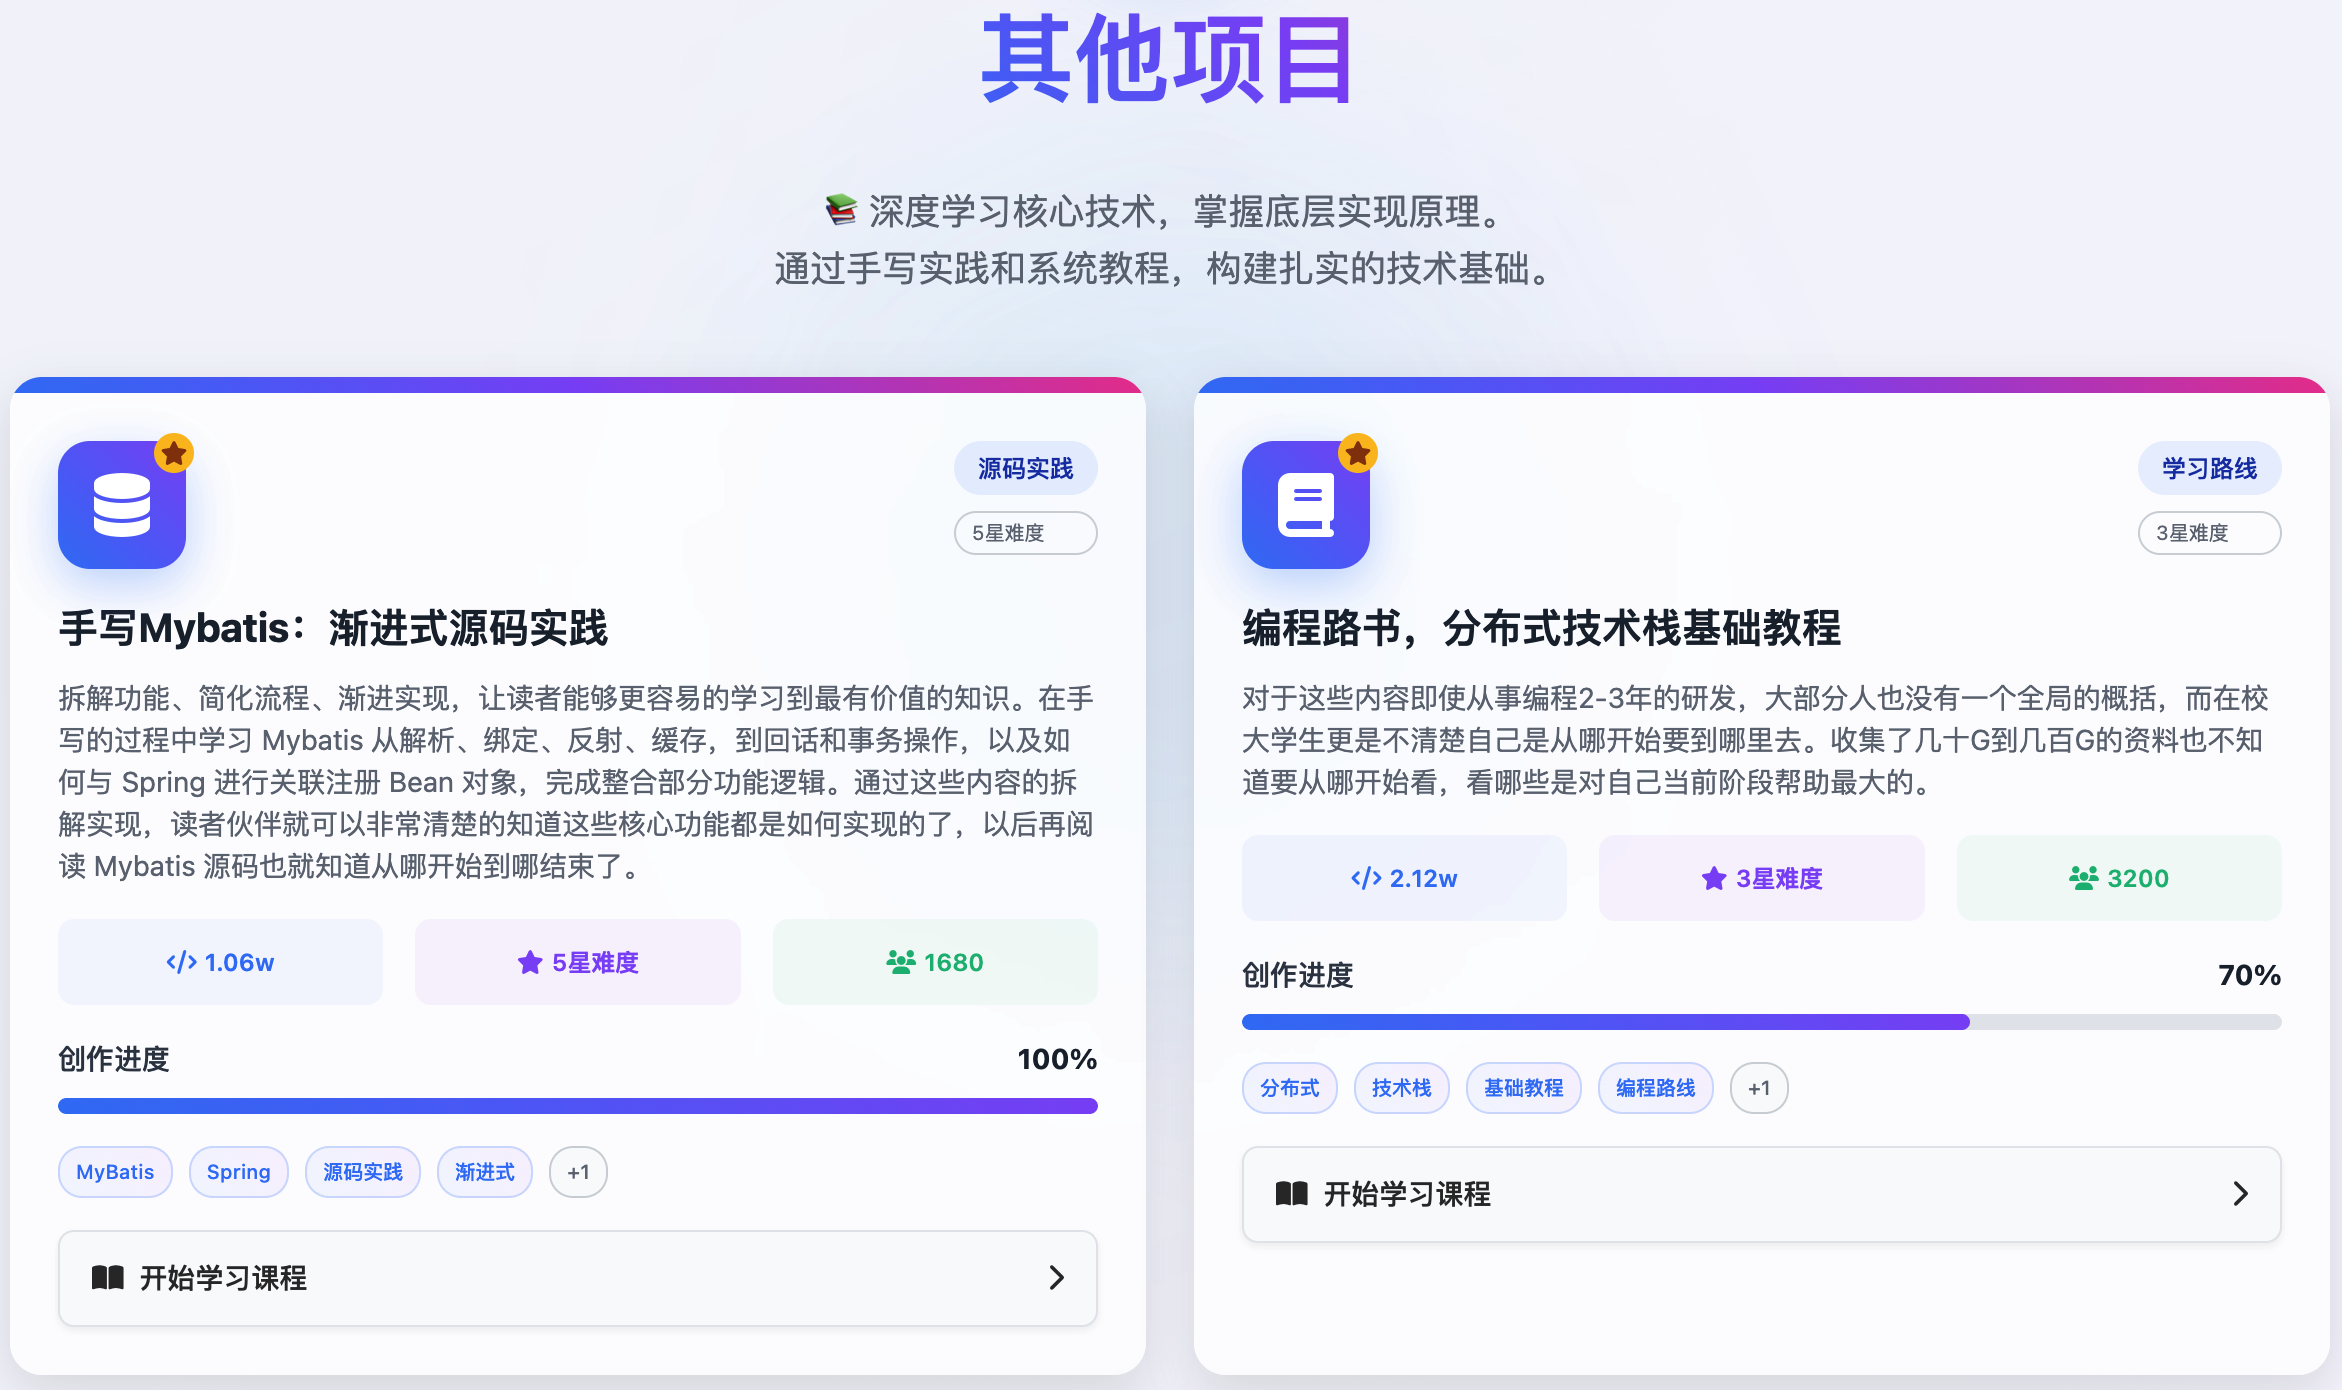 其他项目
📚 深度学习核心技术，掌握底层实现原理。
通过手写实践和系统教程，构建扎实的技术基础。
源码实践
5星难度
手写Mybatis：渐进式源码实践
拆解功能、简化流程、渐进实现，让读者能够更容易的学习到最有价值的知识。在手
写的过程中学习 Mybatis 从解析、绑定、反射、缓存，到回话和事务操作，以及如
何与 Spring 进行关联注册 Bean 对象，完成整合部分功能逻辑。通过这些内容的拆
解实现，读者伙伴就可以非常清楚的知道这些核心功能都是如何实现的了，以后再阅
读 Mybatis 源码也就知道从哪开始到哪结束了。
1.06w
5星难度
1680
创作进度
100%
MyBatis
Spring
源码实践
渐进式
+1
开始学习课程
学习路线
3星难度
编程路书，分布式技术栈基础教程
对于这些内容即使从事编程2-3年的研发，大部分人也没有一个全局的概括，而在校
大学生更是不清楚自己是从哪开始要到哪里去。收集了几十G到几百G的资料也不知
道要从哪开始看，看哪些是对自己当前阶段帮助最大的。
2.12w
3星难度
3200
创作进度
70%
分布式
技术栈
基础教程
编程路线
+1
开始学习课程